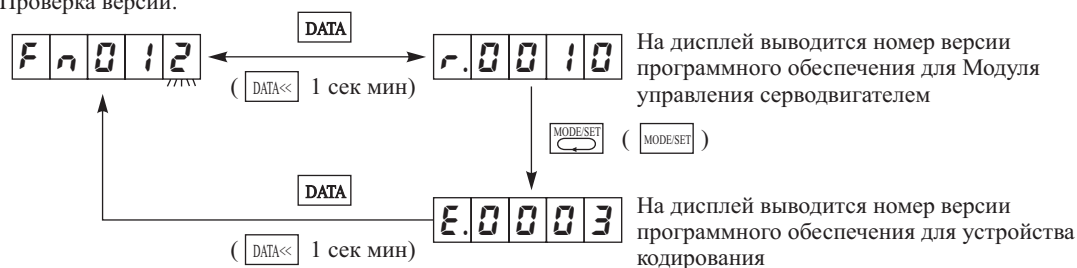 Проверка версии.
DATA
Fn012
r.0010
( DATA<< 1 сек мин)
На дисплей выводится номер версии
программного обеспечения для Модуля
управления серводвигателем
MODE/SET ( MODE/SET )
DATA
E.0003
( DATA<< 1 сек мин)
На дисплей выводится номер версии
программного обеспечения для устройства
кодирования